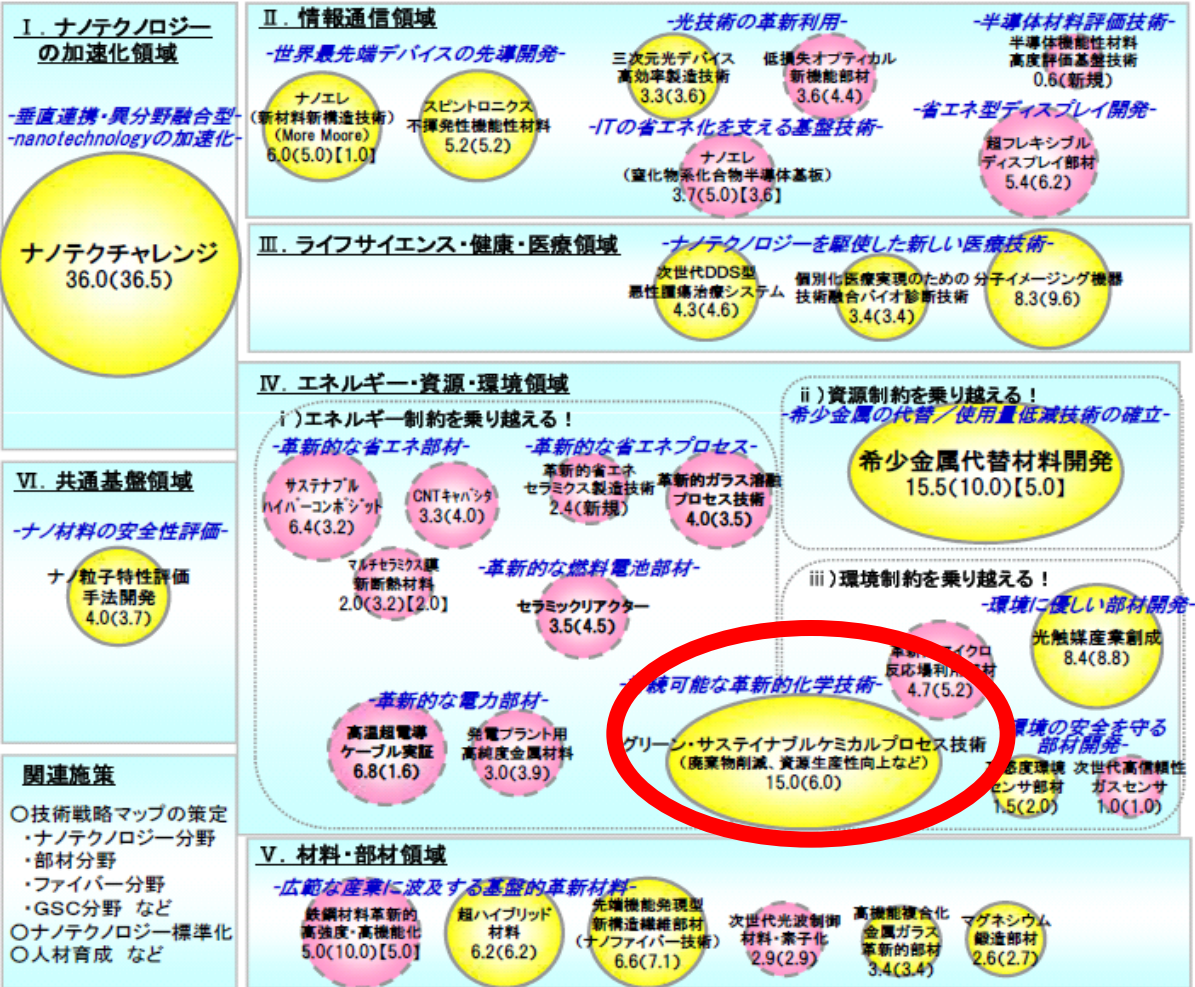 Ⅰ．ナノテクノロジー
の加速化領域
-垂直連携・異分野融合型-
-nanotechnologyの加速化-
ナノテクチャレンジ
36.0(36.5)
Ⅱ．情報通信領域
-世界最先端デバイスの先導開発-
ナノエレ
(新材料新構造技術)
(More Moore)
6.0(5.0)【1.0】
スピントロニクス
不揮発性機能性材料
5.2(5.2)
-光技術の革新利用-
三次元光デバイス
高効率製造技術
3.3(3.6)
低損失オプティカル
新機能部材
3.6(4.4)
-ITの省エネ化を支える基盤技術-
ナノエレ
(窒化物系化合物半導体基板)
3.7(5.0)【3.6】
-半導体材料評価技術-
半導体機能性材料
高度評価基盤技術
0.6(新規)
-省エネ型ディスプレイ開発-
超フレキシブル
ディスプレイ部材
5.4(6.2)
Ⅲ．ライフサイエンス・健康・医療領域
-ナノテクノロジーを駆使した新しい医療技術-
次世代DDS型
悪性腫瘍治療システム
4.3(4.6)
個別化医療実現のための
技術融合バイオ診断技術
3.4(3.4)
分子イメージング機器
8.3(9.6)
Ⅳ．エネルギー・資源・環境領域
ⅰ)エネルギー制約を乗り越える！
-革新的な省エネ部材-
サステナブル
ハイパーコンポジット
6.4(3.2)
CNTキャパシタ
3.3(4.0)
マルチセラミクス膜
新断熱材料
2.0(3.2)【2.0】
-革新的な省エネプロセス-
革新的省エネ
セラミクス製造技術
2.4(新規)
革新的ガラス溶融
プロセス技術
4.0(3.5)
-革新的な燃料電池部材-
セラミックリアクター
3.5(4.5)
-革新的な電力部材-
高温超電導
ケーブル実証
6.8(1.6)
発電プラント用
高純度金属材料
3.0(3.9)
ⅱ)資源制約を乗り越える！
-希少金属の代替／使用量低減技術の確立-
希少金属代替材料開発
15.5(10.0)【5.0】
ⅲ)環境制約を乗り越える！
-環境に優しい部材開発-
光触媒産業創成
8.4(8.8)
イクロ
反応場利用 材
4.7(5.2)
続可能な革新的化学技術-
グリーン・サステイナブルケミカルプロセス技術
(廃棄物削減、資源生産性向上など)
15.0(6.0)
環境の安全を守る
部材開発-
感度環境
センサ部材
1.5(2.0)
次世代高信頼性
ガスセンサ
1.0(1.0)
Ⅴ．材料・部材領域
-広範な産業に波及する基盤的革新材料-
鉄鋼材料革新的
高強度・高機能化
5.0(10.0)【5.0】
超ハイブリッド
材料
6.2(6.2)
先端機能発現型
新構造繊維部材
(ナノファイバー技術)
6.6(7.1)
次世代光波制御
材料・素子化
2.9(2.9)
高機能複合化
金属ガラス
革新的部材
3.4(3.4)
マグネシウム
鍛造部材
2.6(2.7)
Ⅵ．共通基盤領域
-ナノ材料の安全性評価-
ナノ粒子特性評価
手法開発
4.0(3.7)
関連施策
○技術戦略マップの策定
・ナノテクノロジー分野
・部材分野
・ファイバー分野
・GSC分野 など
○ナノテクノロジー標準化
○人材育成 など